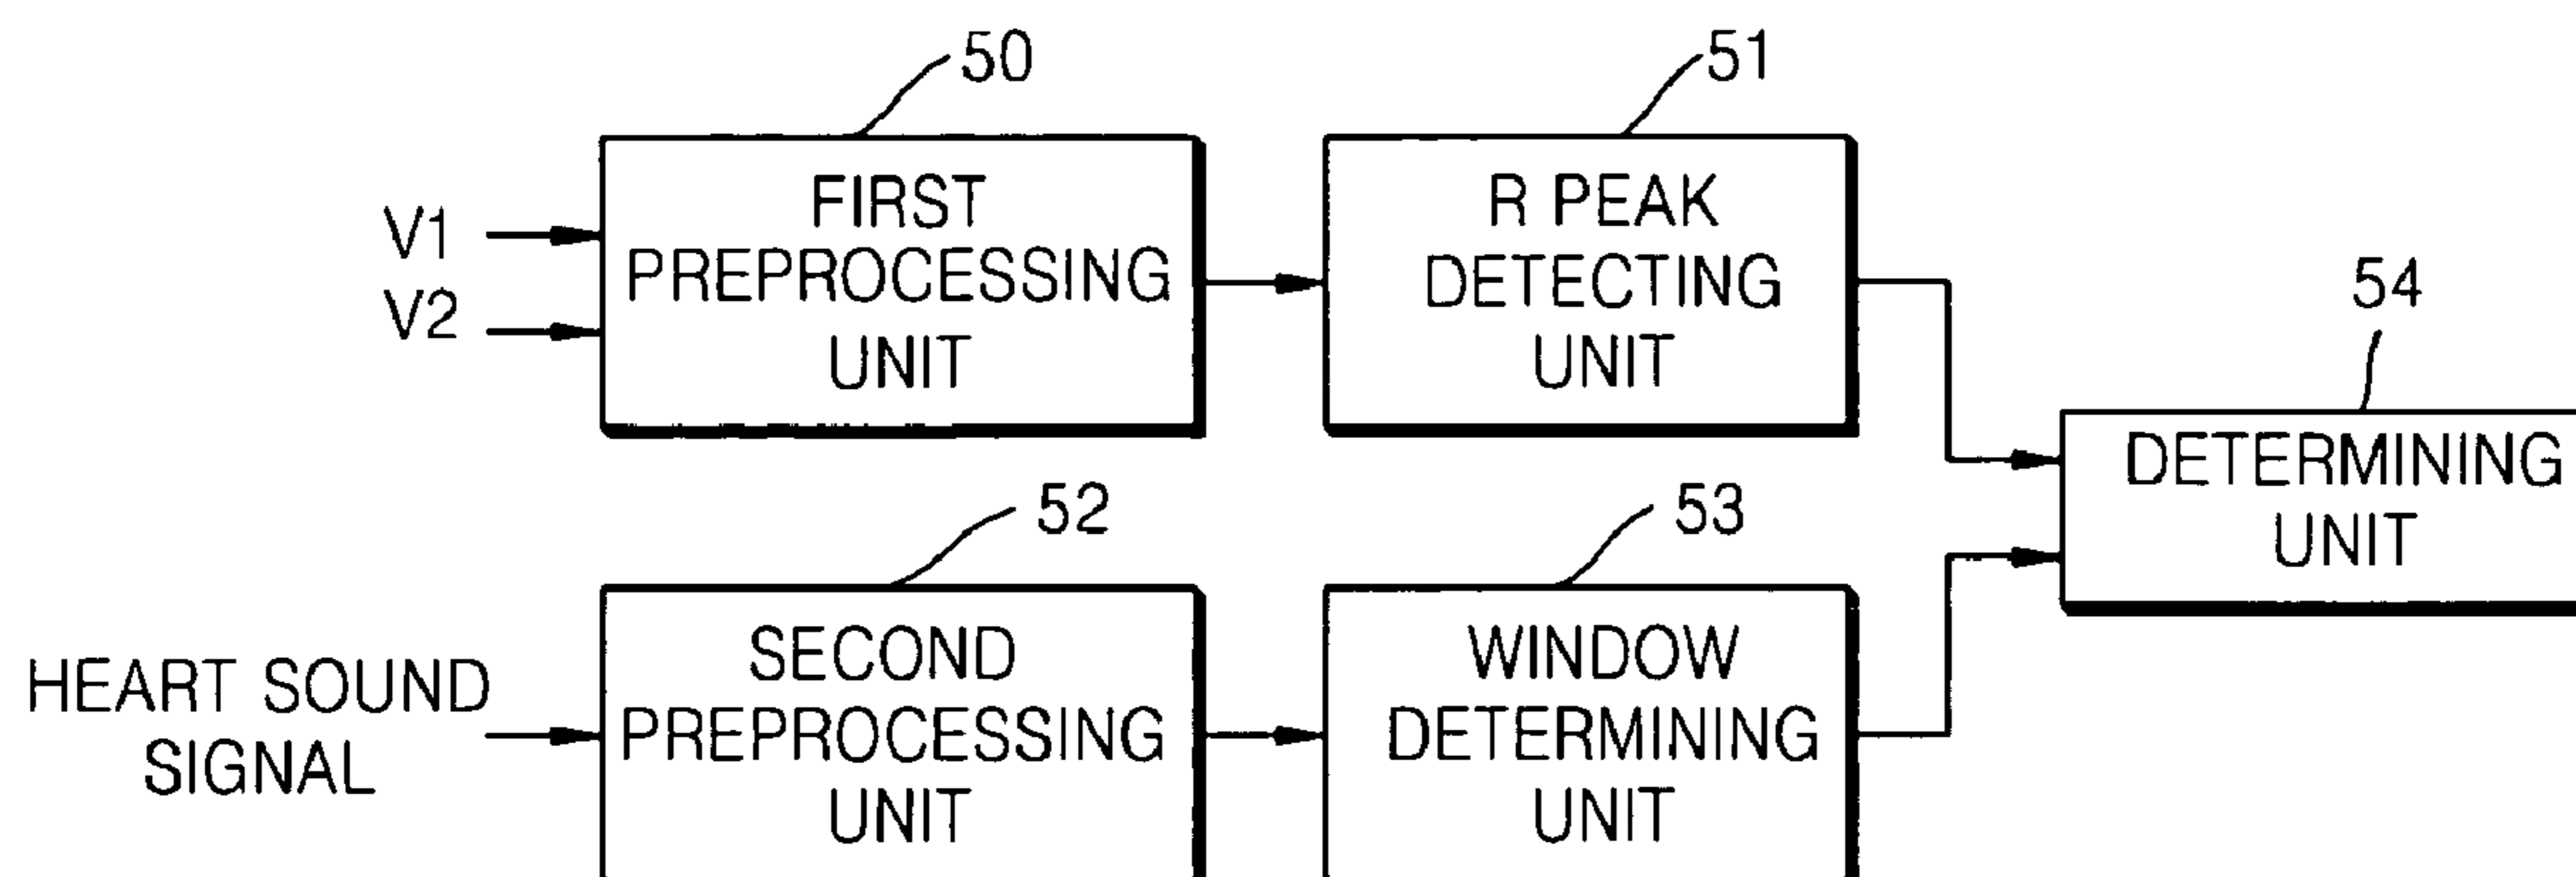 50
51
V1
V2
FIRST
PREPROCESSING
UNIT
R PEAK
DETECTING
UNIT
54
DETERMINING
UNIT
52
53
HEART SOUND
SIGNAL
SECOND
PREPROCESSING
UNIT
WINDOW
DETERMINING
UNIT